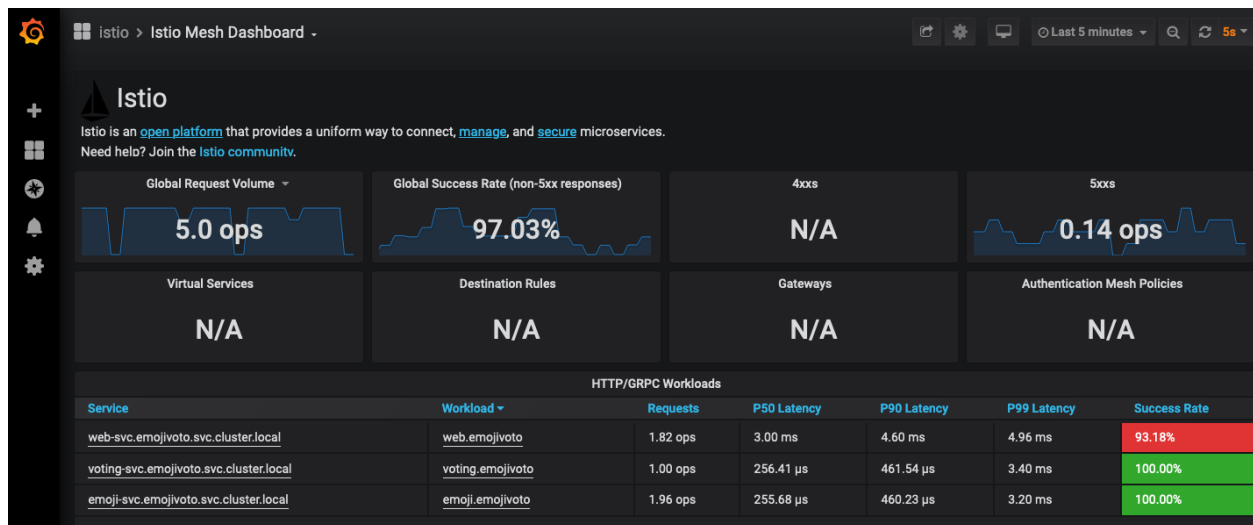 istio > Istio Mesh Dashboard
Last 5 minutes
5s
Istio
Istio is an open platform that provides a uniform way to connect, manage, and secure microservices.
Need help? Join the Istio community.
Global Request Volume
Global Success Rate (non-5xx responses)
4xxs
5xxs
5.0 ops
97.03%
N/A
0.14 ops
Virtual Services
Destination Rules
Gateways
Authentication Mesh Policies
N/A
N/A
N/A
N/A
HTTP/GRPC Workloads
Service Workload Requests P50 Latency P90 Latency P99 Latency Success Rate
web-svc.emojivoto.svc.cluster.local web.emojivoto 1.82 ops 3.00 ms 4.60 ms 4.96 ms 93.18%
voting-svc.emojivoto.svc.cluster.local voting.emojivoto 1.00 ops 256.41 µs 461.54 µs 3.40 ms 100.00%
emoji-svc.emojivoto.svc.cluster.local emoji.emojivoto 1.96 ops 255.68 µs 460.23 µs 3.20 ms 100.00%